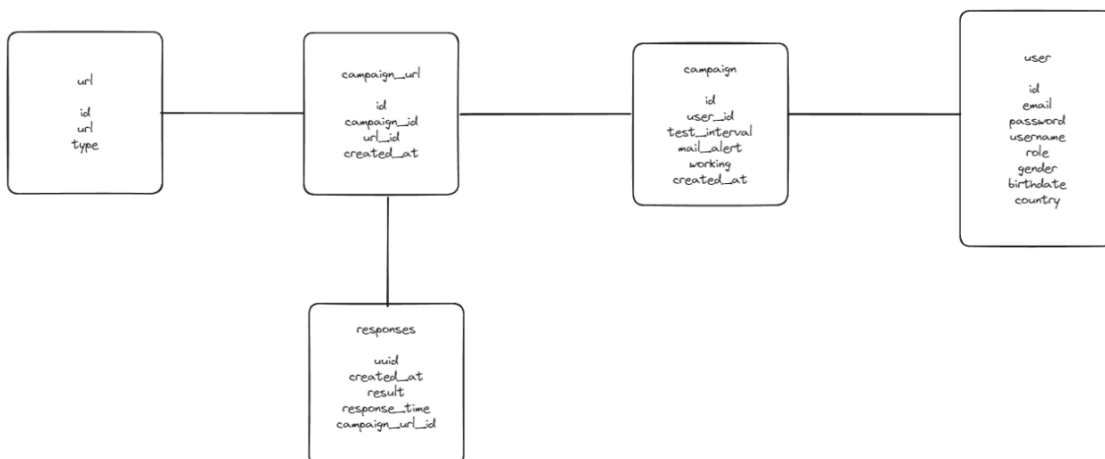 url
id
url
type
campaign_url
id
campaign_id
url_id
created_at
campaign
id
user_id
test_interval
mail_alert
working
created_at
user
id
email
password
username
role
gender
birthdate
country
responses
uuid
created_at
result
response_time
campaign_url_id